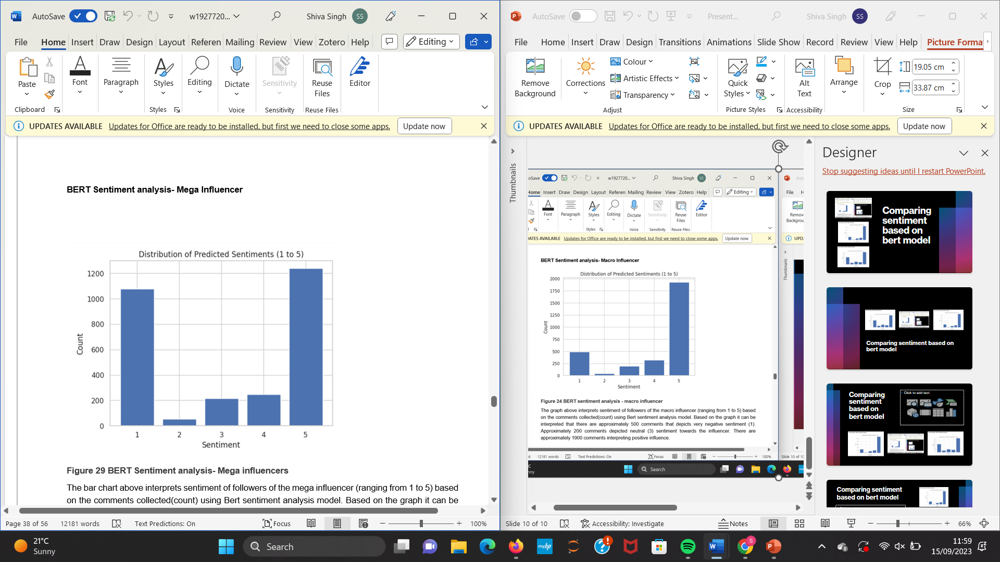 AutoSave
w1927720...
Shiva Singh
SS
File
Home
Insert
Draw
Design
Layout
Referen
Mailing
Review
View
Zotero
Help
Editing
Paste
Font
Paragraph
Styles
Editing
Dictate
Sensitivity
Reuse
Files
Editor
Clipboard
Styles
Voice
Sensitivity
Reuse Files
UPDATES AVAILABLE Updates for Office are ready to be installed, but first we need to close some apps. Update now
BERT Sentiment analysis- Mega Influencer
Distribution of Predicted Sentiments (1 to 5)
1200
1000
800
600
400
200
0
Count
1 2 3 4 5
Sentiment
Figure 29 BERT Sentiment analysis- Mega influencers
The bar chart above interprets sentiment of followers of the mega influencer (ranging from 1 to 5) based
on the comments collected(count) using Bert sentiment analysis model. Based on the graph it can be
Page 38 of 56
12181 words
Text Predictions: On
Focus
100%
AutoSave
Present...
Shiva Singh
SS
File
Home
Insert
Draw
Design
Transitions
Animations
Slide Show
Record
Review
View
Help
Picture Forma
Remove
Background
Corrections
Colour
Artistic Effects
Transparency
Adjust
Quick
Styles
Picture Styles
Alt
Text
Accessibility
Arrange
Crop
19.05 cm
33.87 cm
Size
UPDATES AVAILABLE Updates for Office are ready to be installed, but first we need to close some apps. Update now
Thumbnails
oSave
w1927720...
Shiva Singh
SS
Home
Insert
Draw
Design
Layout
Referen
Mailing
Review
View
Zotero
Help
Editing
File
Font
Paragraph
Styles
Editing
Dictate
Sensitivity
Reuse
Files
Editor
Styles
Voice
Sensitivity
Reuse Files
Remov
Backgrou
DATES AVAILABLE Updates for Office are ready to be installed, but first we need to close some apps. Update now
UPD
Thumbnails
BERT Sentiment analysis- Macro Influencer
Distribution of Predicted Sentiments (1 to 5)
2000
1750
1500
1250
1000
750
500
250
0
Count
1 2 3 4 5
Sentiment
Figure 24 BERT sentiment analysis - macro influencer
The graph above interprets sentiment of followers of the macro influencer (ranging from 1 to 5) based
on the comments collected(count) using Bert sentiment analysis model. Based on the graph it can be
interpreted that there are approximately 500 comments that depicts very negative sentiment (1).
Approximately 200 comments depicted neutral (3) sentiment towards the influencer. There are
approximately 1900 comments interpreting positive influence.
6
12181 words
Text Predictions: On
Focus
100%
Slide 10 of 10
nny
Search
Designer
Stop suggesting ideas until I restart PowerPoint.
Comparing
sentiment
based on
bert model
Comparing sentiment based on
bert model
Comparing
sentiment
based on
bert model
Click to add text
Comparing sentiment
based on bert model
Slide 10 of 10
Accessibility: Investigate
Notes
66%
21°C
Sunny
Search
myhp
S
11:59
15/09/2023